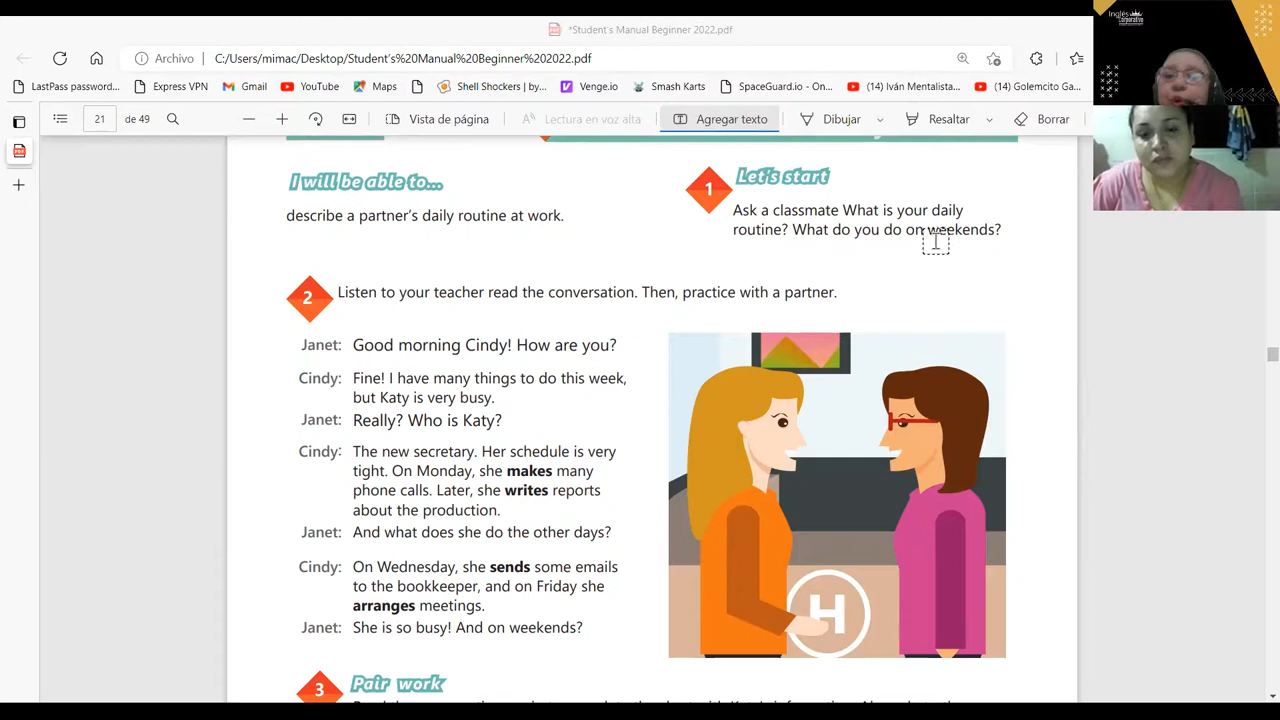 *Student's Manual Beginner 2022.pdf
Archivo
C:/Users/mimac/Desktop/Student's%20Manual%20Beginner%202022.pdf
LastPass password...
Express VPN
Gmail
YouTube
Maps
Shell Shockers | by...
Venge.io
Smash Karts
SpaceGuard.io - On...
(14) Iván Mentalista...
(14) Golemcito Ga...
21
de 49
Vista de página
Lectura en voz alta
Agregar texto
Dibujar
Resaltar
Borrar
Inglés
Corporativo
I will be able to...
describe a partner's daily routine at work.
1
Let's start
Ask a classmate What is your daily
routine? What do you do on weekends?
2
Listen to your teacher read the conversation. Then, practice with a partner.
Janet: Good morning Cindy! How are you?
Cindy: Fine! I have many things to do this week,
but Katy is very busy.
Janet: Really? Who is Katy?
Cindy: The new secretary. Her schedule is very
tight. On Monday, she makes many
phone calls. Later, she writes reports
about the production.
Janet: And what does she do the other days?
Cindy: On Wednesday, she sends some emails
to the bookkeeper, and on Friday she
arranges meetings.
Janet: She is so busy! And on weekends?
H
3
Pair work